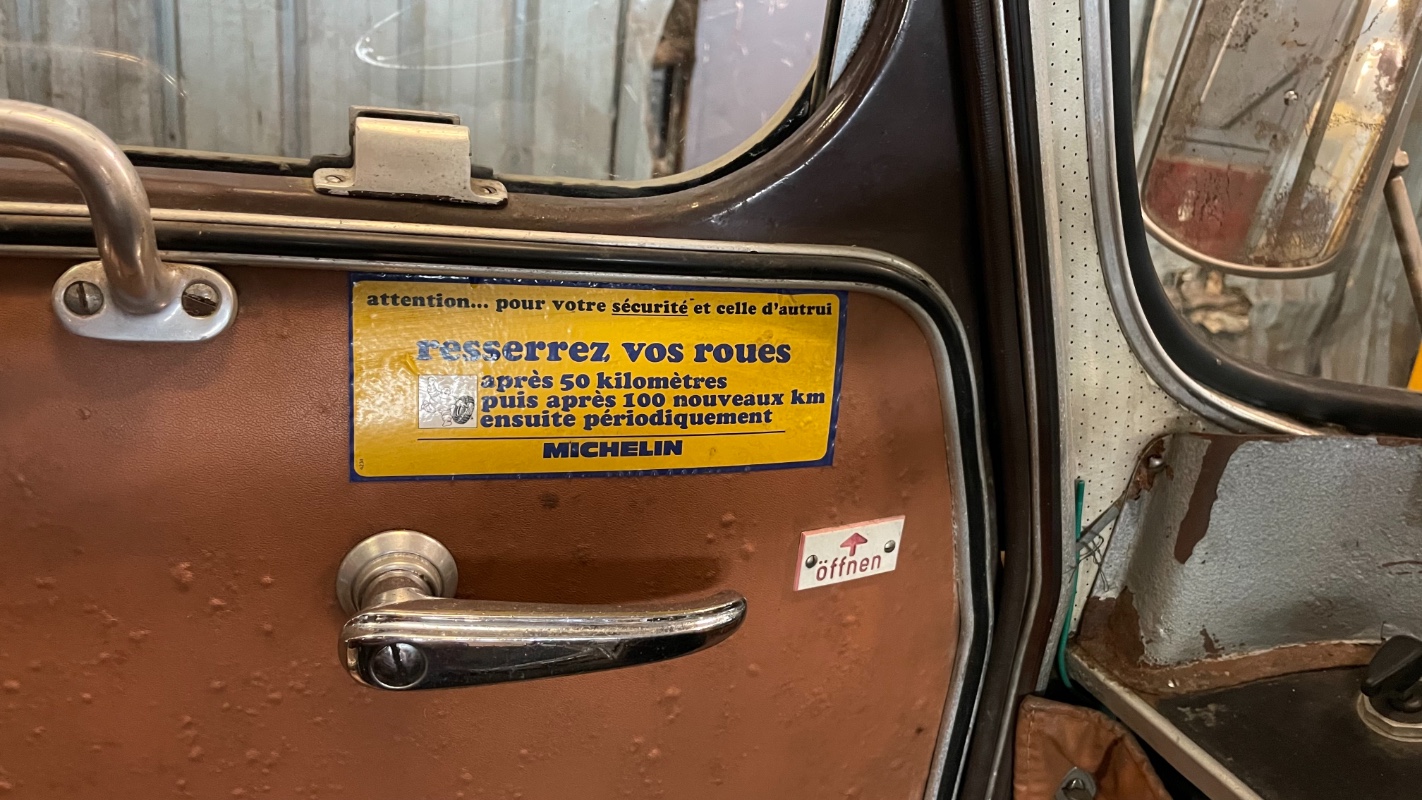 attention... pour votre sécurité et celle d'autrui
resserrez vos roues
après 50 kilomètres
puis après 100 nouveaux km
ensuite périodiquement
MICHELIN
öffnen